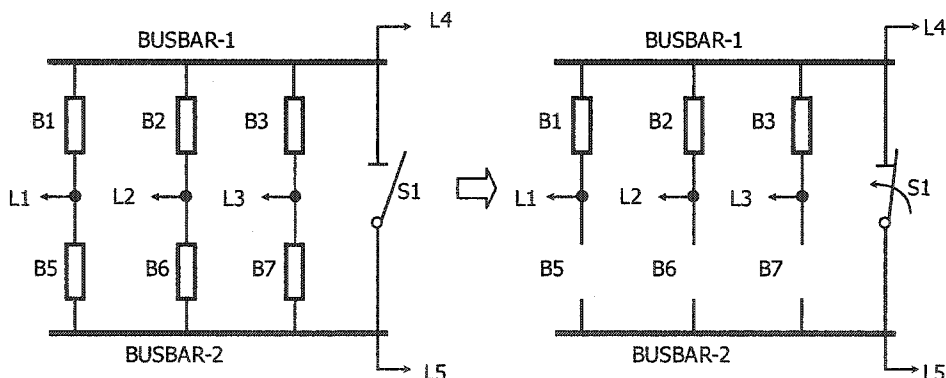 L4
BUSBAR-1
B1 B2 B3
L1 L2 L3 S1
B5 B6 B7
BUSBAR-2
L5
L4
BUSBAR-1
B1 B2 B3
L1 L2 L3 S1
B5 B6 B7
BUSBAR-2
L5